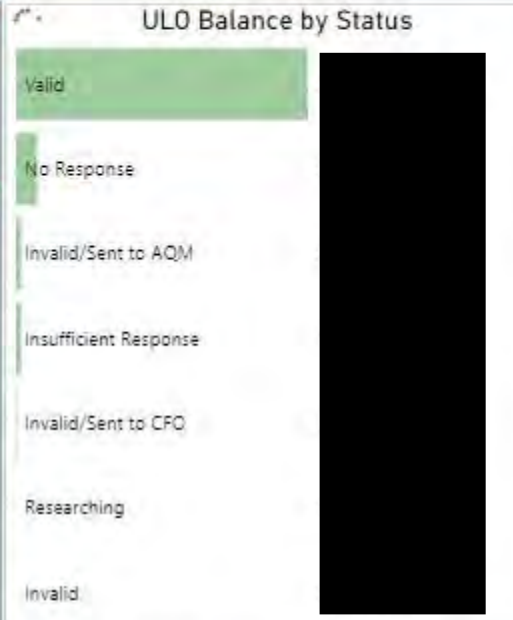 ULO Balance by Status
Valid
No Response
Invalid/Sent to AQM
Insufficient Response
Invalid/Sent to CFO
Researching
Invalid